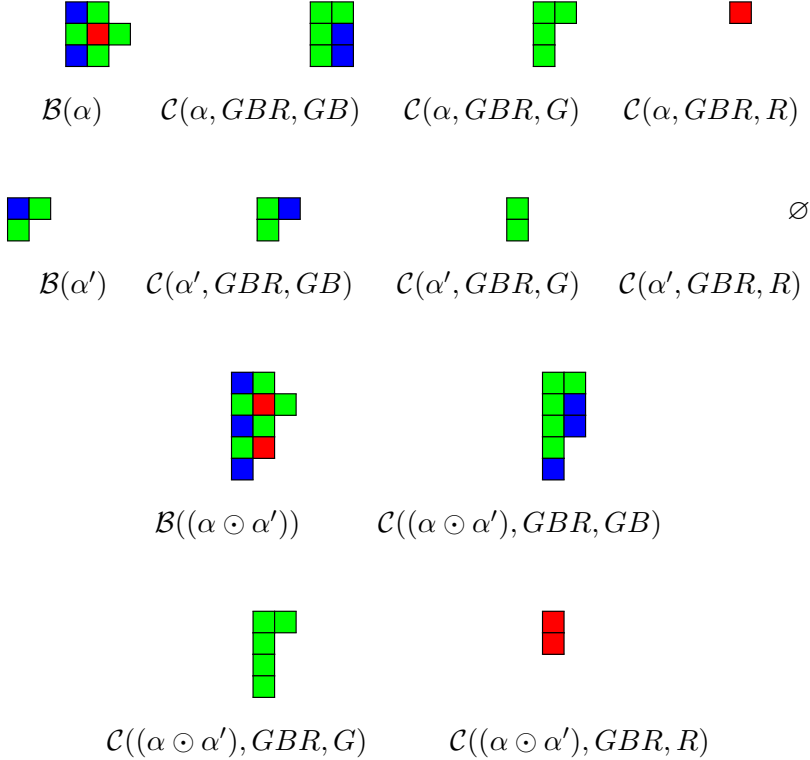 ℬ(α) 𝒞(α, GBR, GB) 𝒞(α, GBR, G) 𝒞(α, GBR, R)
∅
ℬ(α′) 𝒞(α′, GBR, GB) 𝒞(α′, GBR, G) 𝒞(α′, GBR, R)
ℬ((α ⊙ α′)) 𝒞((α ⊙ α′), GBR, GB)
𝒞((α ⊙ α′), GBR, G) 𝒞((α ⊙ α′), GBR, R)